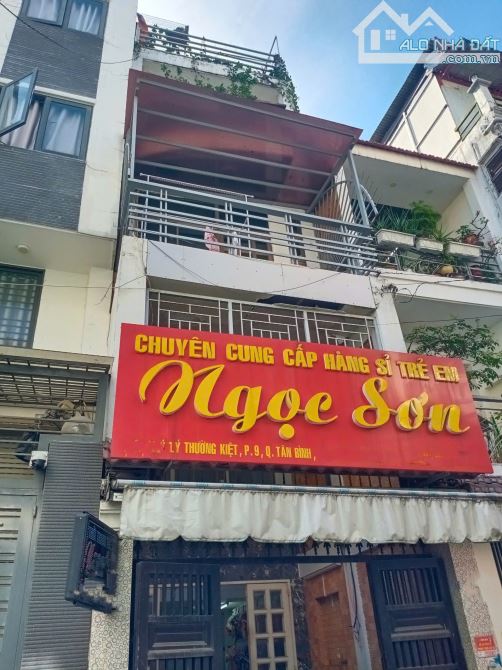 ALO NHÀ ĐẤT
.com.vn
CHUYÊN CUNG CẤP HÀNG SỈ TRẺ EM
Ngọc Sơn
LÝ THƯỜNG KIỆT, P.9, Q. TÂN BÌNH,